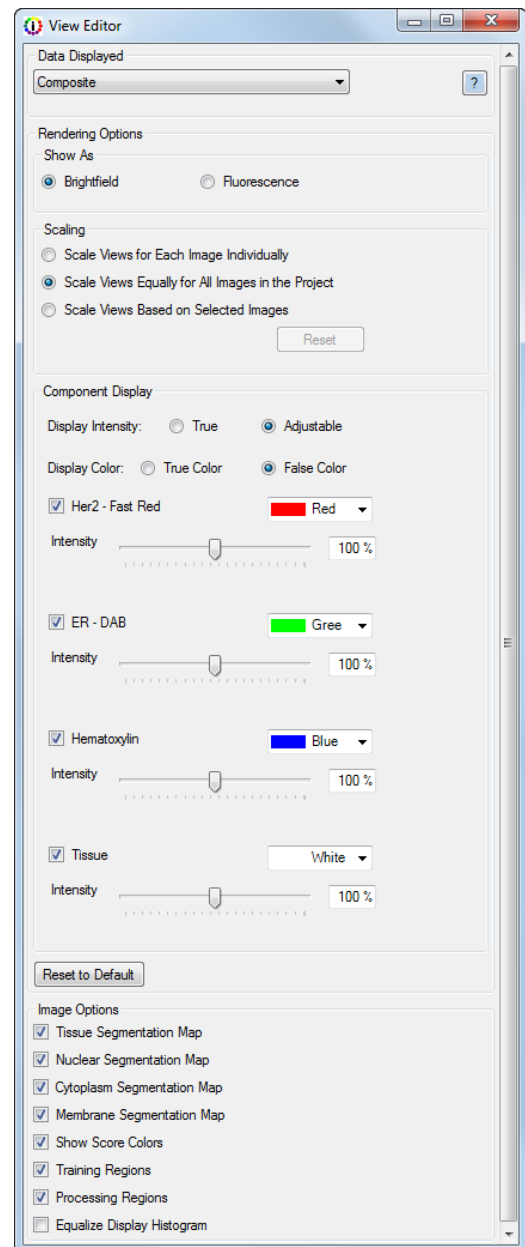 View Editor
Data Displayed
Composite
?
Rendering Options
Show As
Brightfield Fluorescence
Scaling
Scale Views for Each Image Individually
Scale Views Equally for All Images in the Project
Scale Views Based on Selected Images
Reset
Component Display
Display Intensity: True Adjustable
Display Color: True Color False Color
Her2 - Fast Red Red
Intensity 100 %
ER - DAB Gree
Intensity 100 %
Hematoxylin Blue
Intensity 100 %
Tissue White
Intensity 100 %
Reset to Default
Image Options
Tissue Segmentation Map
Nuclear Segmentation Map
Cytoplasm Segmentation Map
Membrane Segmentation Map
Show Score Colors
Training Regions
Processing Regions
Equalize Display Histogram